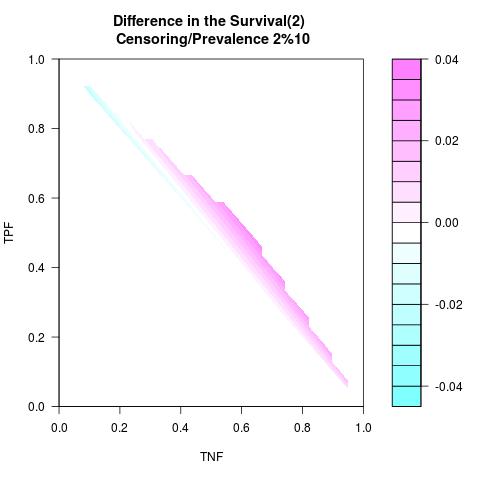 Difference in the Survival(2)
Censoring/Prevalence 2%10
TPF
1.0
0.8
0.6
0.4
0.2
0.0
0.0 0.2 0.4 0.6 0.8 1.0
TNF
0.04
0.02
0.00
-0.02
-0.04